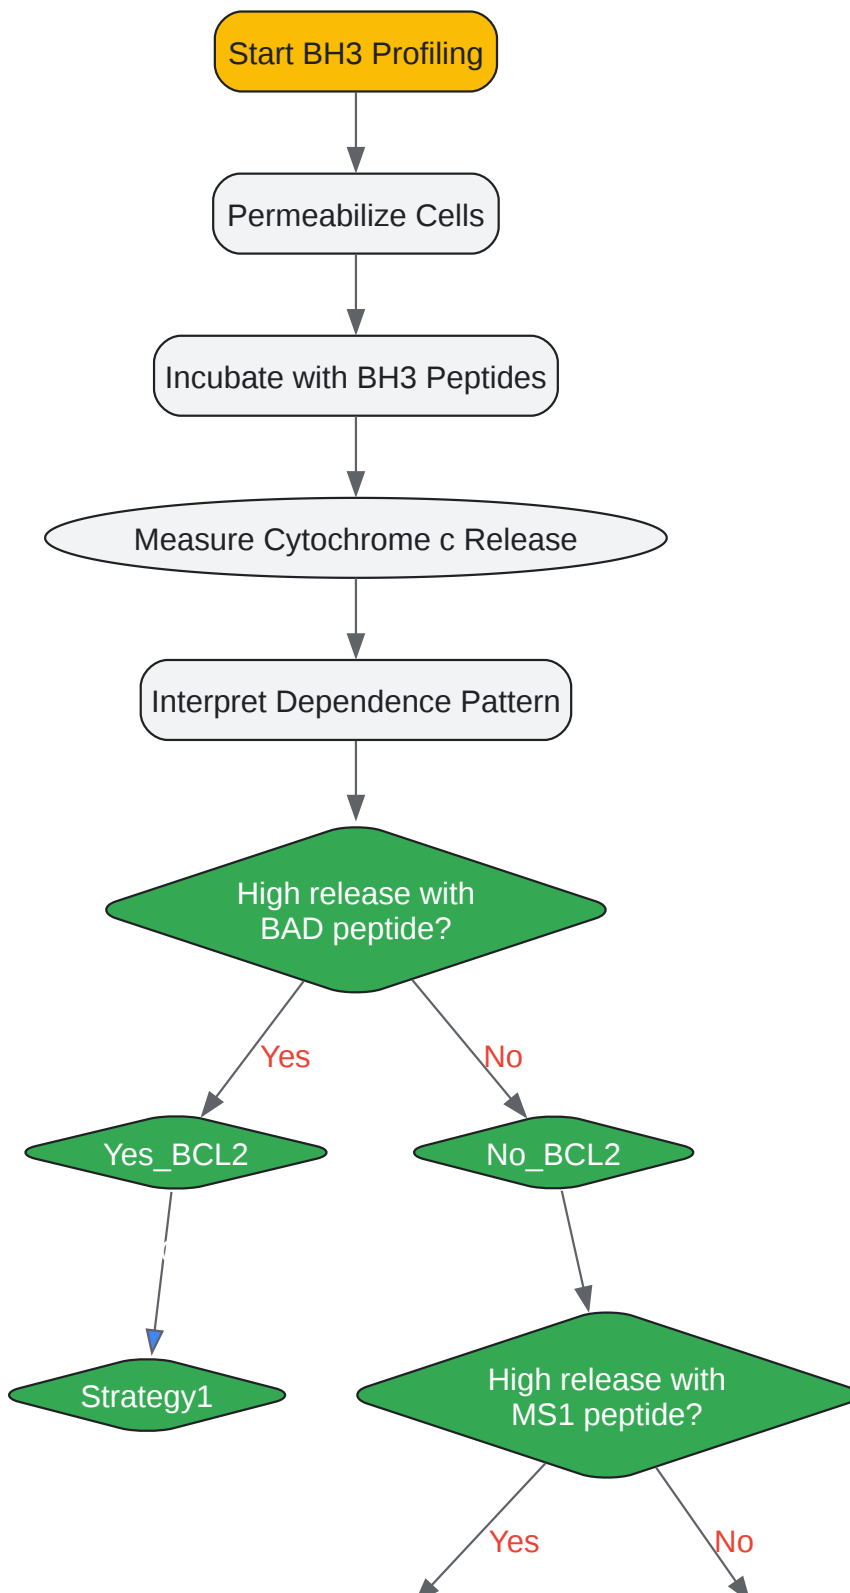 Start BH3 Profiling
Permeabilize Cells
Incubate with BH3 Peptides
Measure Cytochrome c Release
Interpret Dependence Pattern
High release with
BAD peptide?
Yes
No
Yes_BCL2
No_BCL2
Strategy1
High release with
MS1 peptide?
Yes
No